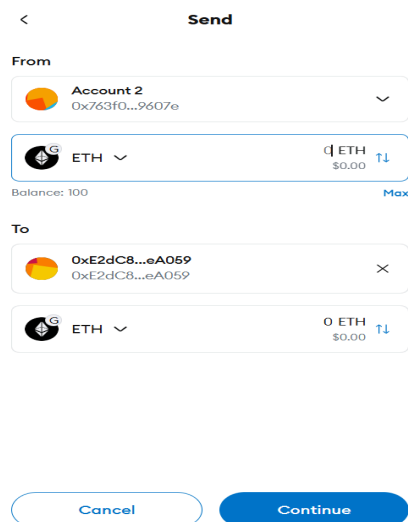 Send
From
Account 2
0x763f0...9607e
G
ETH
0 ETH
$0.00
Balance: 100
Max
To
0xE2dC8...eA059
0xE2dC8...eA059
G
ETH
0 ETH
$0.00
Cancel
Continue